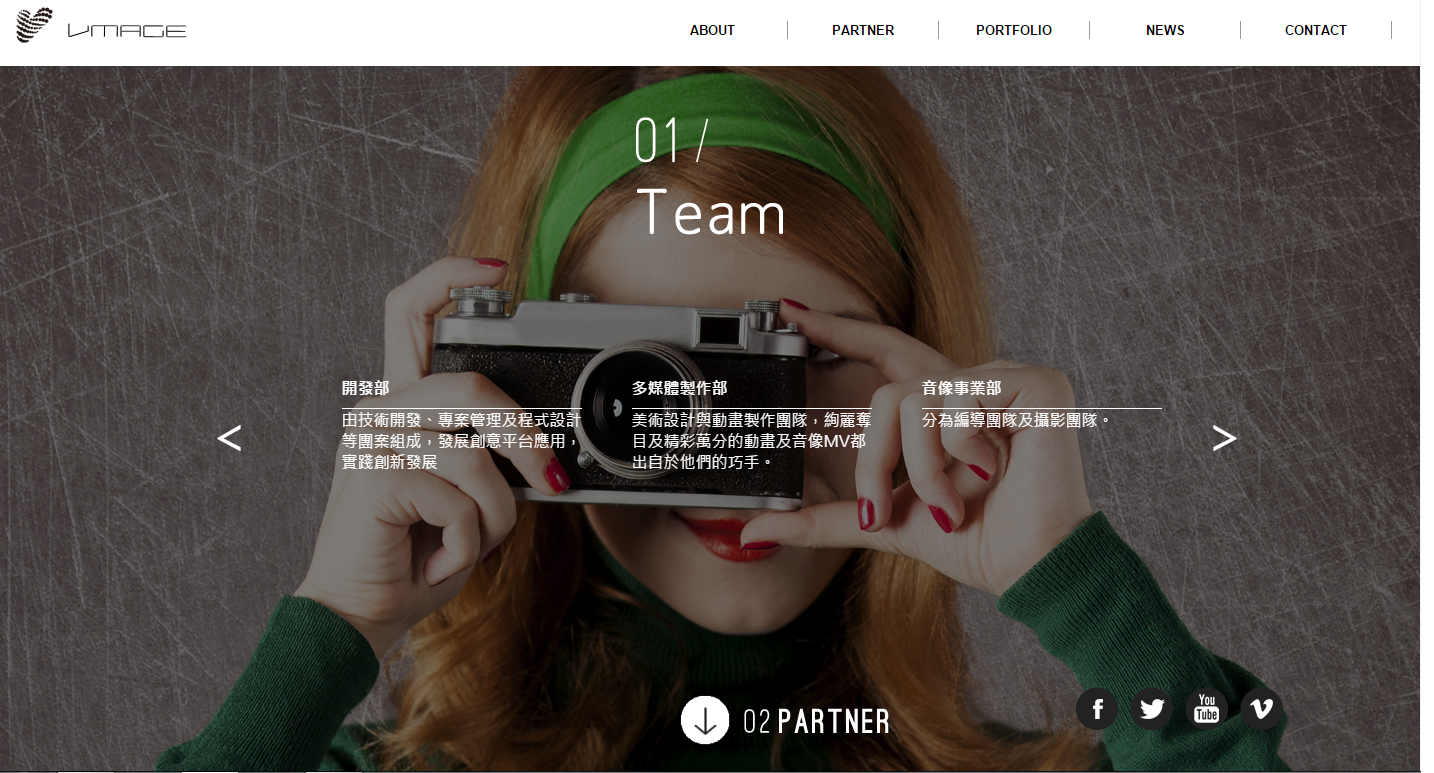 VMAGE
ABOUT
PARTNER
PORTFOLIO
NEWS
CONTACT
01 /
Team
開發部
由技術開發、專案管理及程式設計
等團案組成，發展創意平台應用，
實踐創新發展
多媒體製作部
美術設計與動畫製作團隊，絢麗奪
目及精彩萬分的動畫及音像MV都
出自於他們的巧手。
音像事業部
分為編導團隊及攝影團隊。
<
>
02 PARTNER
f
You
Tube
v